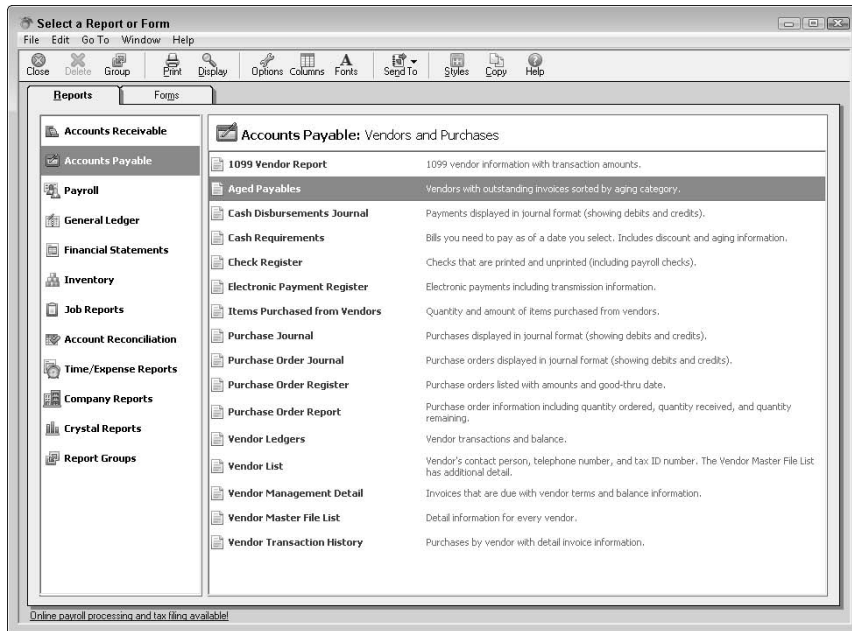 Select a Report or Form
File Edit Go To Window Help
Close Delete Group Print Display Options Columns Fonts Send To Styles Copy Help
Reports Forms
Accounts Receivable
Accounts Payable
Payroll
General Ledger
Financial Statements
Inventory
Job Reports
Account Reconciliation
Time/Expense Reports
Company Reports
Crystal Reports
Report Groups
Accounts Payable: Vendors and Purchases
1099 Vendor Report 1099 vendor information with transaction amounts.
Aged Payables Vendors with outstanding invoices sorted by aging category.
Cash Disbursements Journal Payments displayed in journal format (showing debits and credits).
Cash Requirements Bills you need to pay as of a date you select. Includes discount and aging information.
Check Register Checks that are printed and unprinted (including payroll checks).
Electronic Payment Register Electronic payments including transmission information.
Items Purchased from Vendors Quantity and amount of items purchased from vendors.
Purchase Journal Purchases displayed in journal format (showing debits and credits).
Purchase Order Journal Purchase orders displayed in journal format (showing debits and credits).
Purchase Order Register Purchase orders listed with amounts and good-thru date.
Purchase Order Report Purchase order information including quantity ordered, quantity received, and quantity
remaining.
Vendor Ledgers Vendor transactions and balance.
Vendor List Vendor's contact person, telephone number, and tax ID number. The Vendor Master File List
has additional detail.
Vendor Management Detail Invoices that are due with vendor terms and balance information.
Vendor Master File List Detail information for every vendor.
Vendor Transaction History Purchases by vendor with detail invoice information.
Online payroll processing and tax filing available!